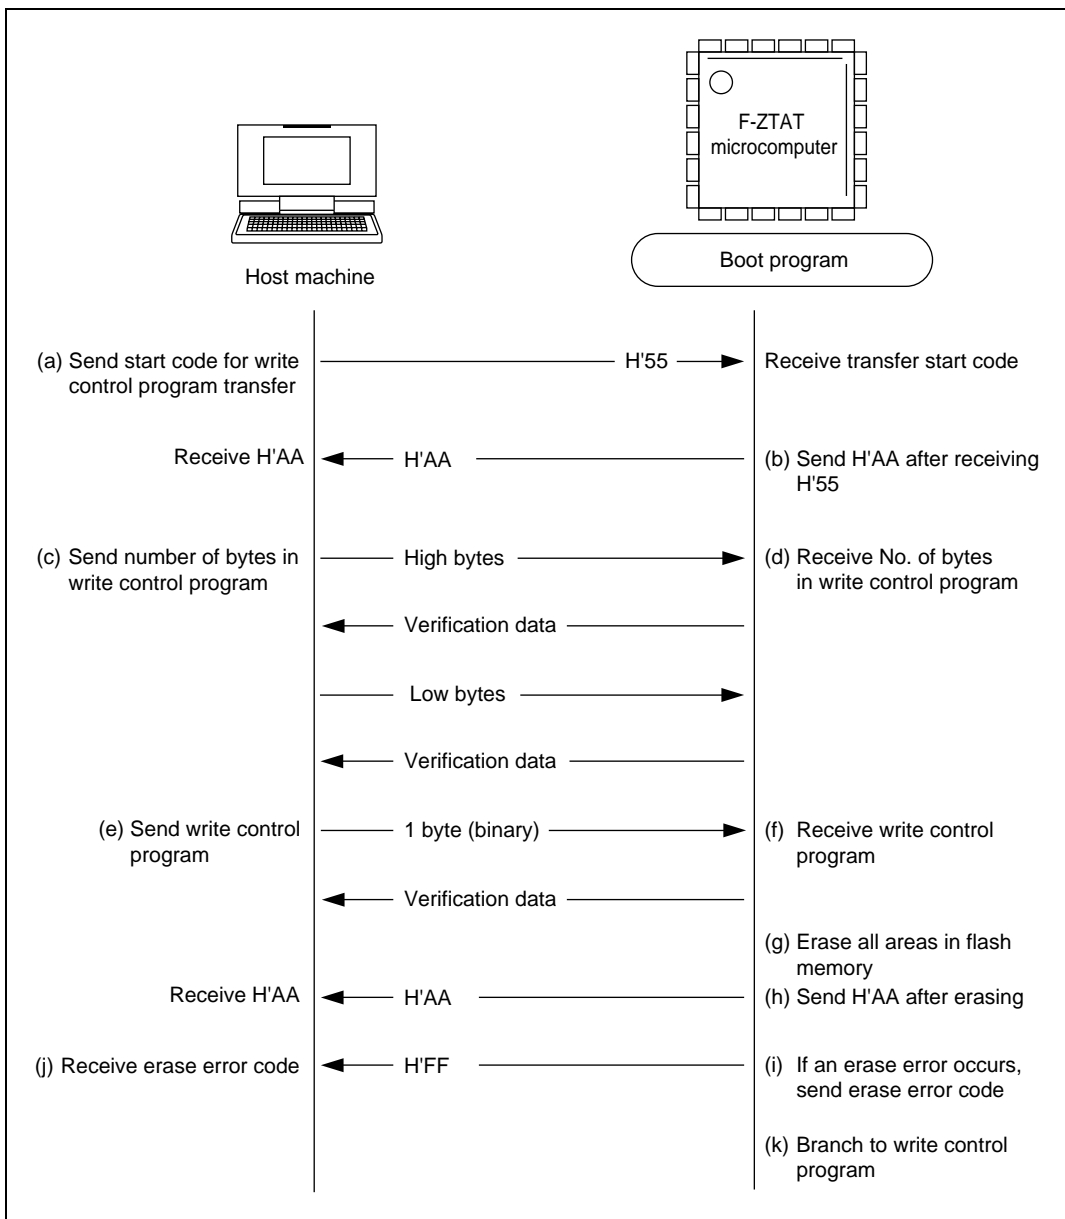 F-ZTAT
microcomputer
Host machine
Boot program
(a) Send start code for write
control program transfer
H'55
Receive transfer start code
Receive H'AA
H'AA
(b) Send H'AA after receiving
H'55
(c) Send number of bytes in
write control program
High bytes
(d) Receive No. of bytes
in write control program
Verification data
Low bytes
Verification data
(e) Send write control
program
1 byte (binary)
(f) Receive write control
program
Verification data
(g) Erase all areas in flash
memory
Receive H'AA
H'AA
(h) Send H'AA after erasing
(j) Receive erase error code
H'FF
(i) If an erase error occurs,
send erase error code
(k) Branch to write control
program